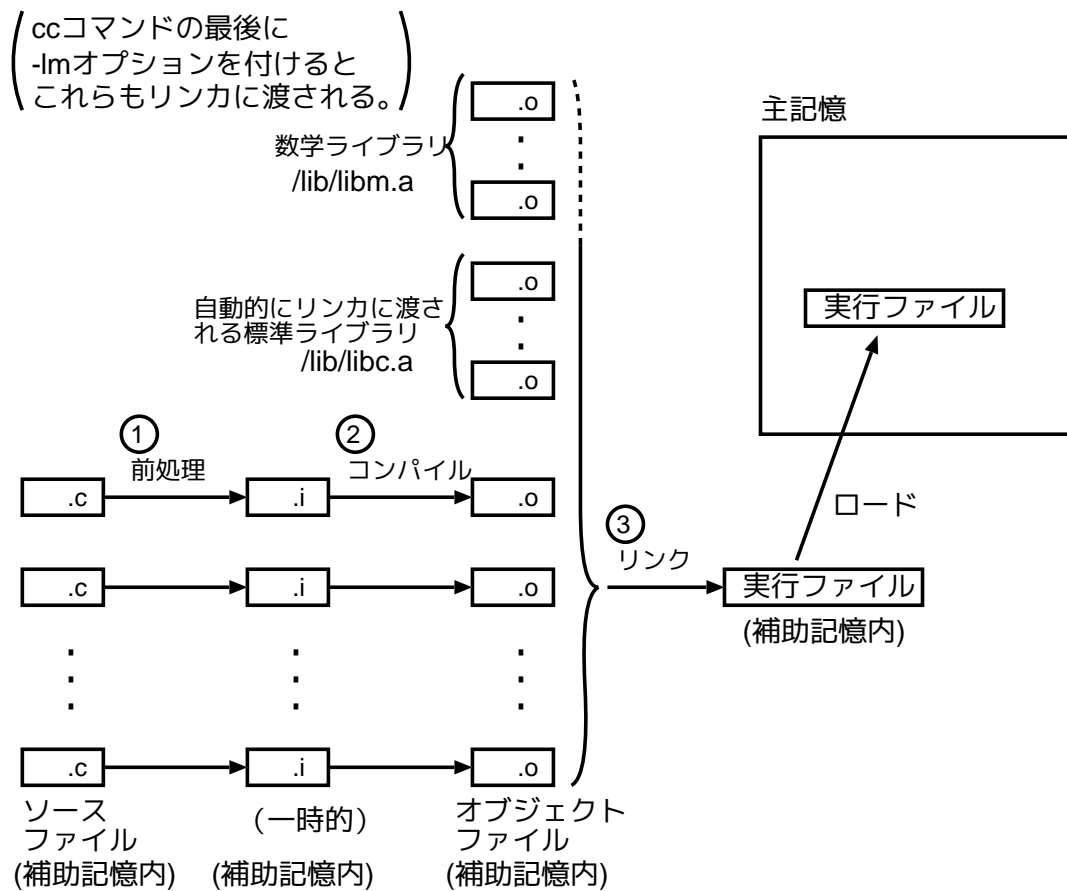 ccコマンドの最後に
-lmオプションを付けると
これらもリンカに渡される。
.o
数学ライブラリ
/lib/libm.a
.o
主記憶
.o
自動的にリンカに渡さ
れる標準ライブラリ
/lib/libc.a
.o
実行ファイル
1
前処理
2
コンパイル
.c
.i
.o
ロード
3
リンク
.c
.i
.o
実行ファイル
(補助記憶内)
.c
.i
.o
ソース
ファイル
(補助記憶内)
（一時的）
(補助記憶内)
オブジェクト
ファイル
(補助記憶内)